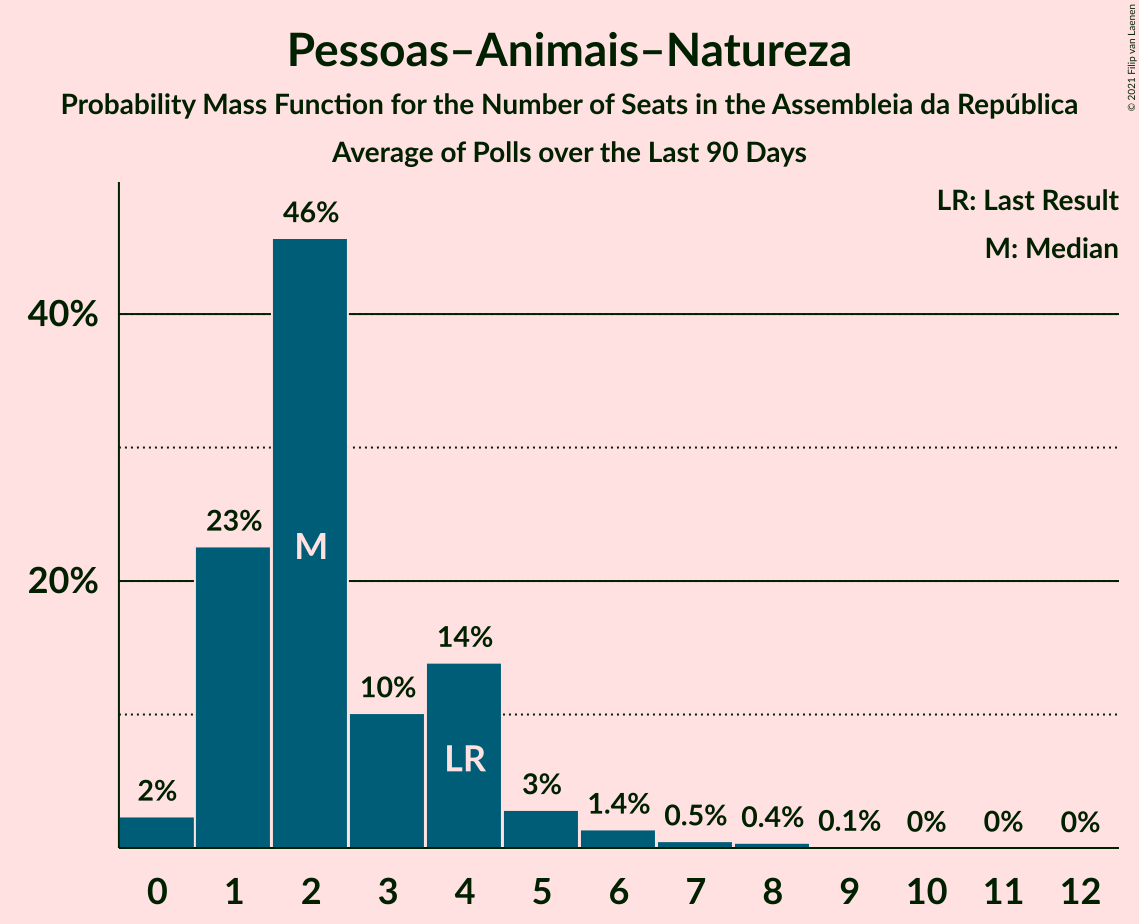 Pessoas–Animais–Natureza
Probability Mass Function for the Number of Seats in the Assembleia da República
Average of Polls over the Last 90 Days
© 2021 Filip van Laenen
LR: Last Result
M: Median
46%
40%
23%
M
20%
14%
10%
LR
2%
3%
1.4%
0.5%
0.4%
0.1%
0%
0%
0%
0 1 2 3 4 5 6 7 8 9 10 11 12